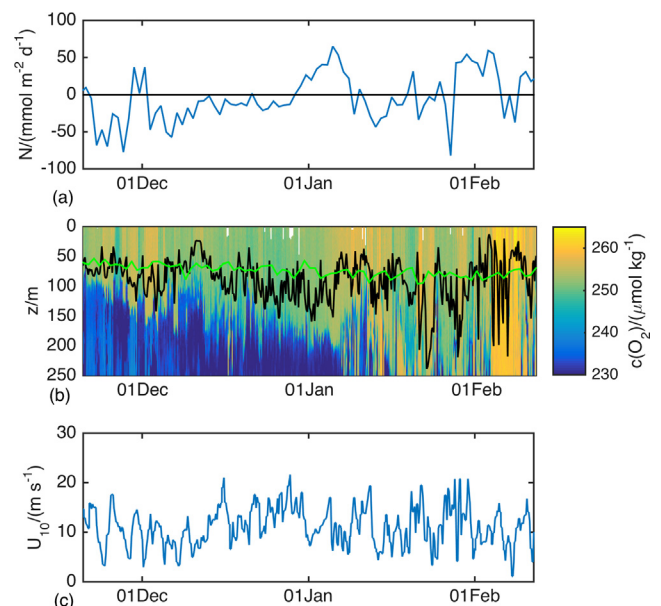 100
50
0
-50
-100
N/(mmol m⁻² d⁻¹)
01Dec 01Jan 01Feb
(a)
0
50
100
150
200
250
z/m
260
250
240
230
c(O₂)/(μmol kg⁻¹)
01Dec 01Jan 01Feb
(b)
30
20
10
0
U₁₀/(m s⁻¹)
01Dec 01Jan 01Feb
(c)